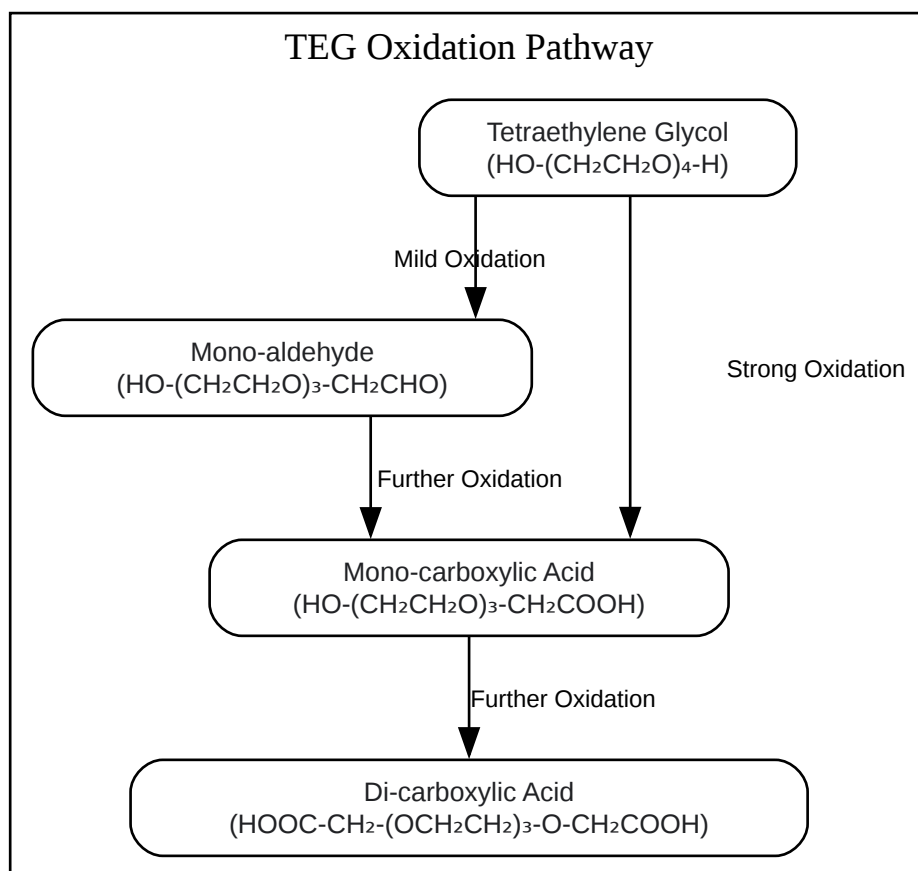 TEG Oxidation Pathway
Tetraethylene Glycol
(HO-(CH₂CH₂O)₄-H)
Mild Oxidation
Mono-aldehyde
(HO-(CH₂CH₂O)₃-CH₂CHO)
Strong Oxidation
Further Oxidation
Mono-carboxylic Acid
(HO-(CH₂CH₂O)₃-CH₂COOH)
Further Oxidation
Di-carboxylic Acid
(HOOC-CH₂-(OCH₂CH₂)₃-O-CH₂COOH)